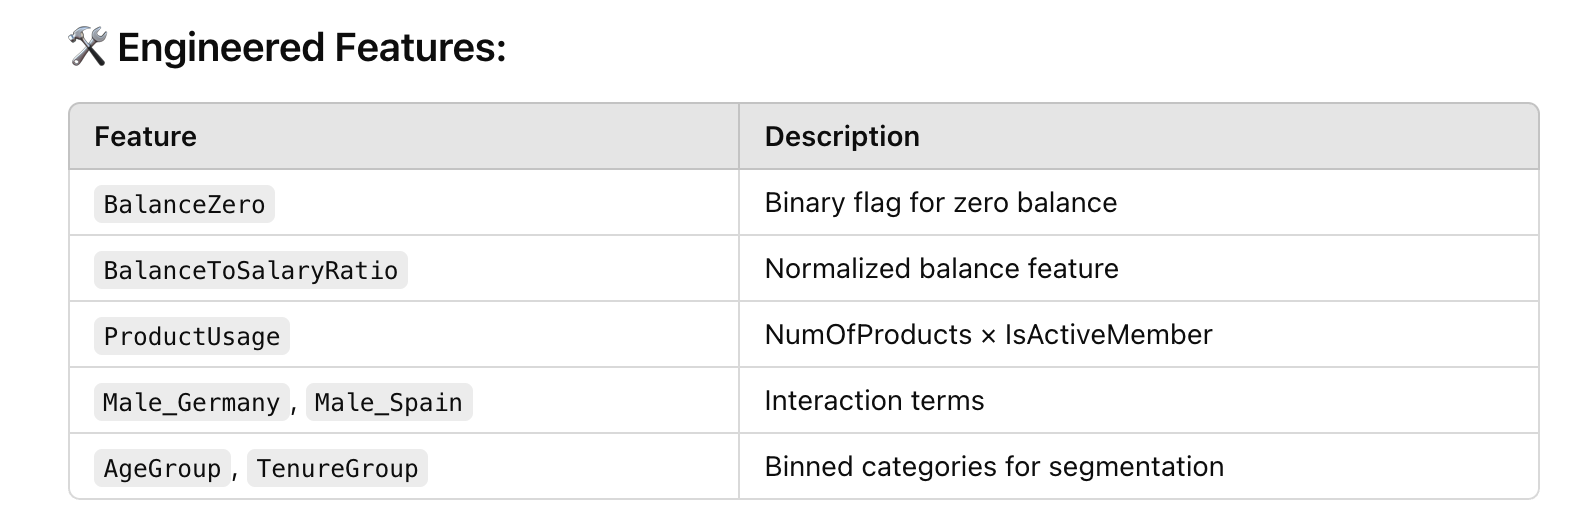 🛠️ Engineered Features:
Feature Description
BalanceZero Binary flag for zero balance
BalanceToSalaryRatio Normalized balance feature
ProductUsage NumOfProducts × IsActiveMember
Male_Germany, Male_Spain Interaction terms
AgeGroup, TenureGroup Binned categories for segmentation